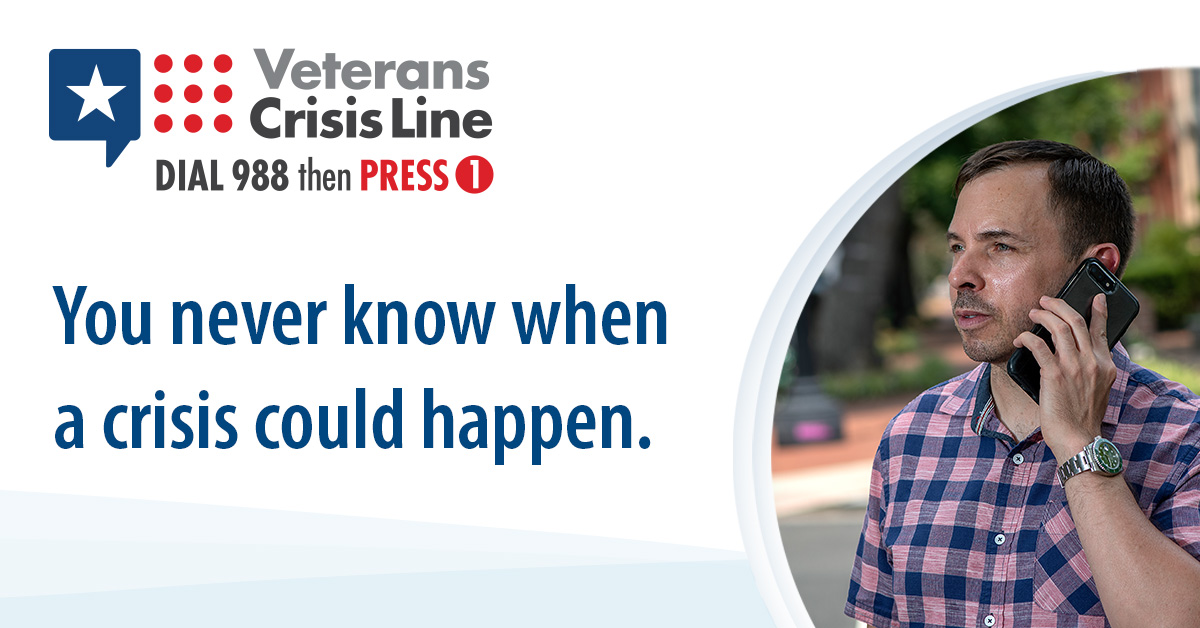 Veterans
Crisis Line
DIAL 988 then PRESS 1
You never know when
a crisis could happen.